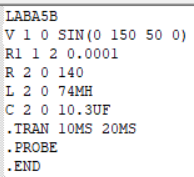 LABA5B
V 1 0 SIN(0 150 50 0)
R1 1 2 0.0001
R 2 0 140
L 2 0 74MH
C 2 0 10.3UF
.TRAN 10MS 20MS
.PROBE
.END